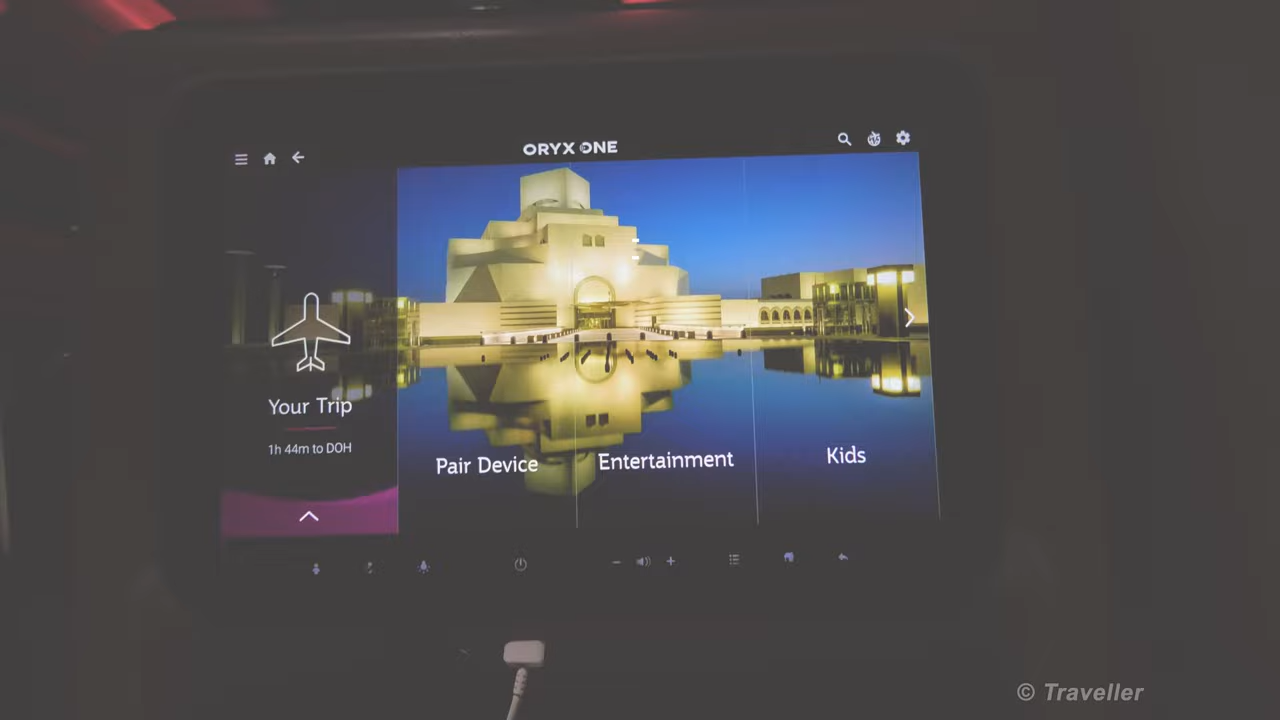 ORYX ONE
Your Trip
1h 44m to DOH
Pair Device
Entertainment
Kids
© Traveller